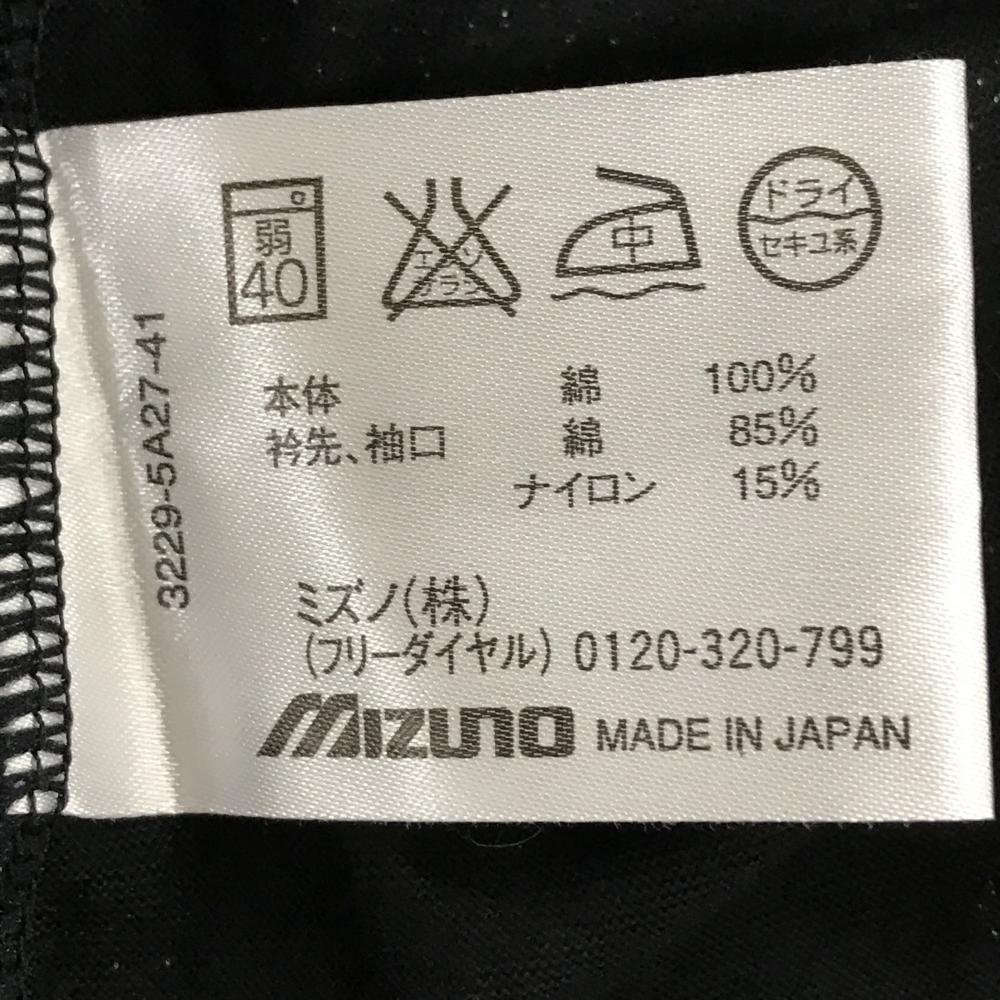 弱
40
エンソ
サラシ
中
ドライ
セキユ系
本体 綿 100%
衿先、袖口 綿 85%
ナイロン 15%
ミズノ(株)
(フリーダイヤル) 0120-320-799
MIZUNO MADE IN JAPAN
3229-5A27-41